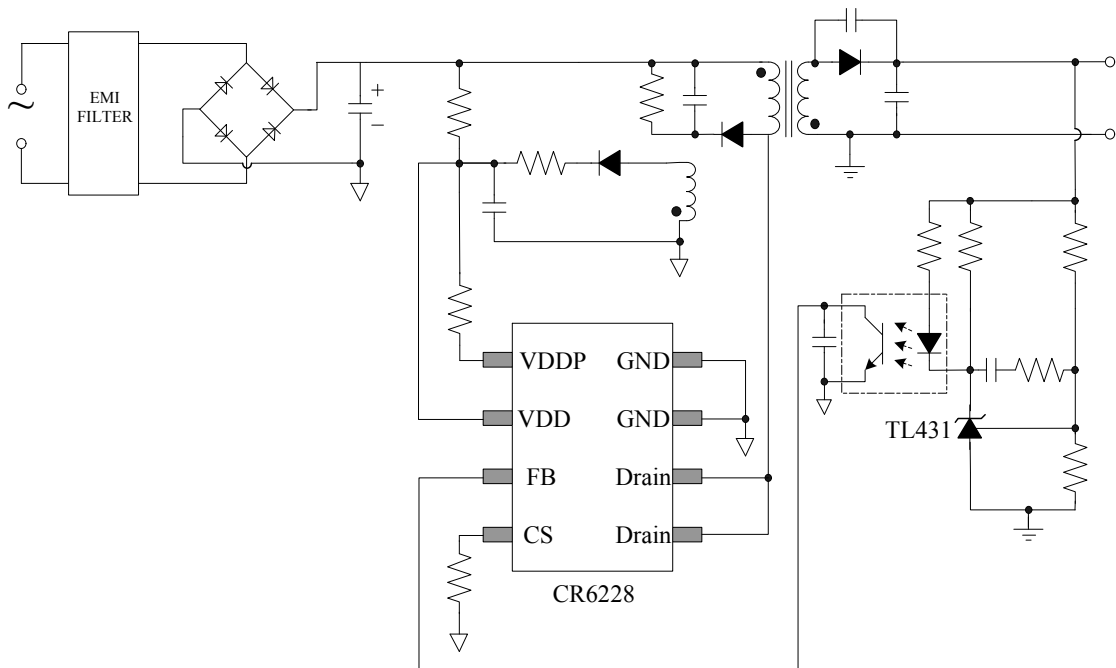 EMI
FILTER
+
~
−
VDDP
GND
VDD
GND
TL431
FB
Drain
CS
Drain
CR6228